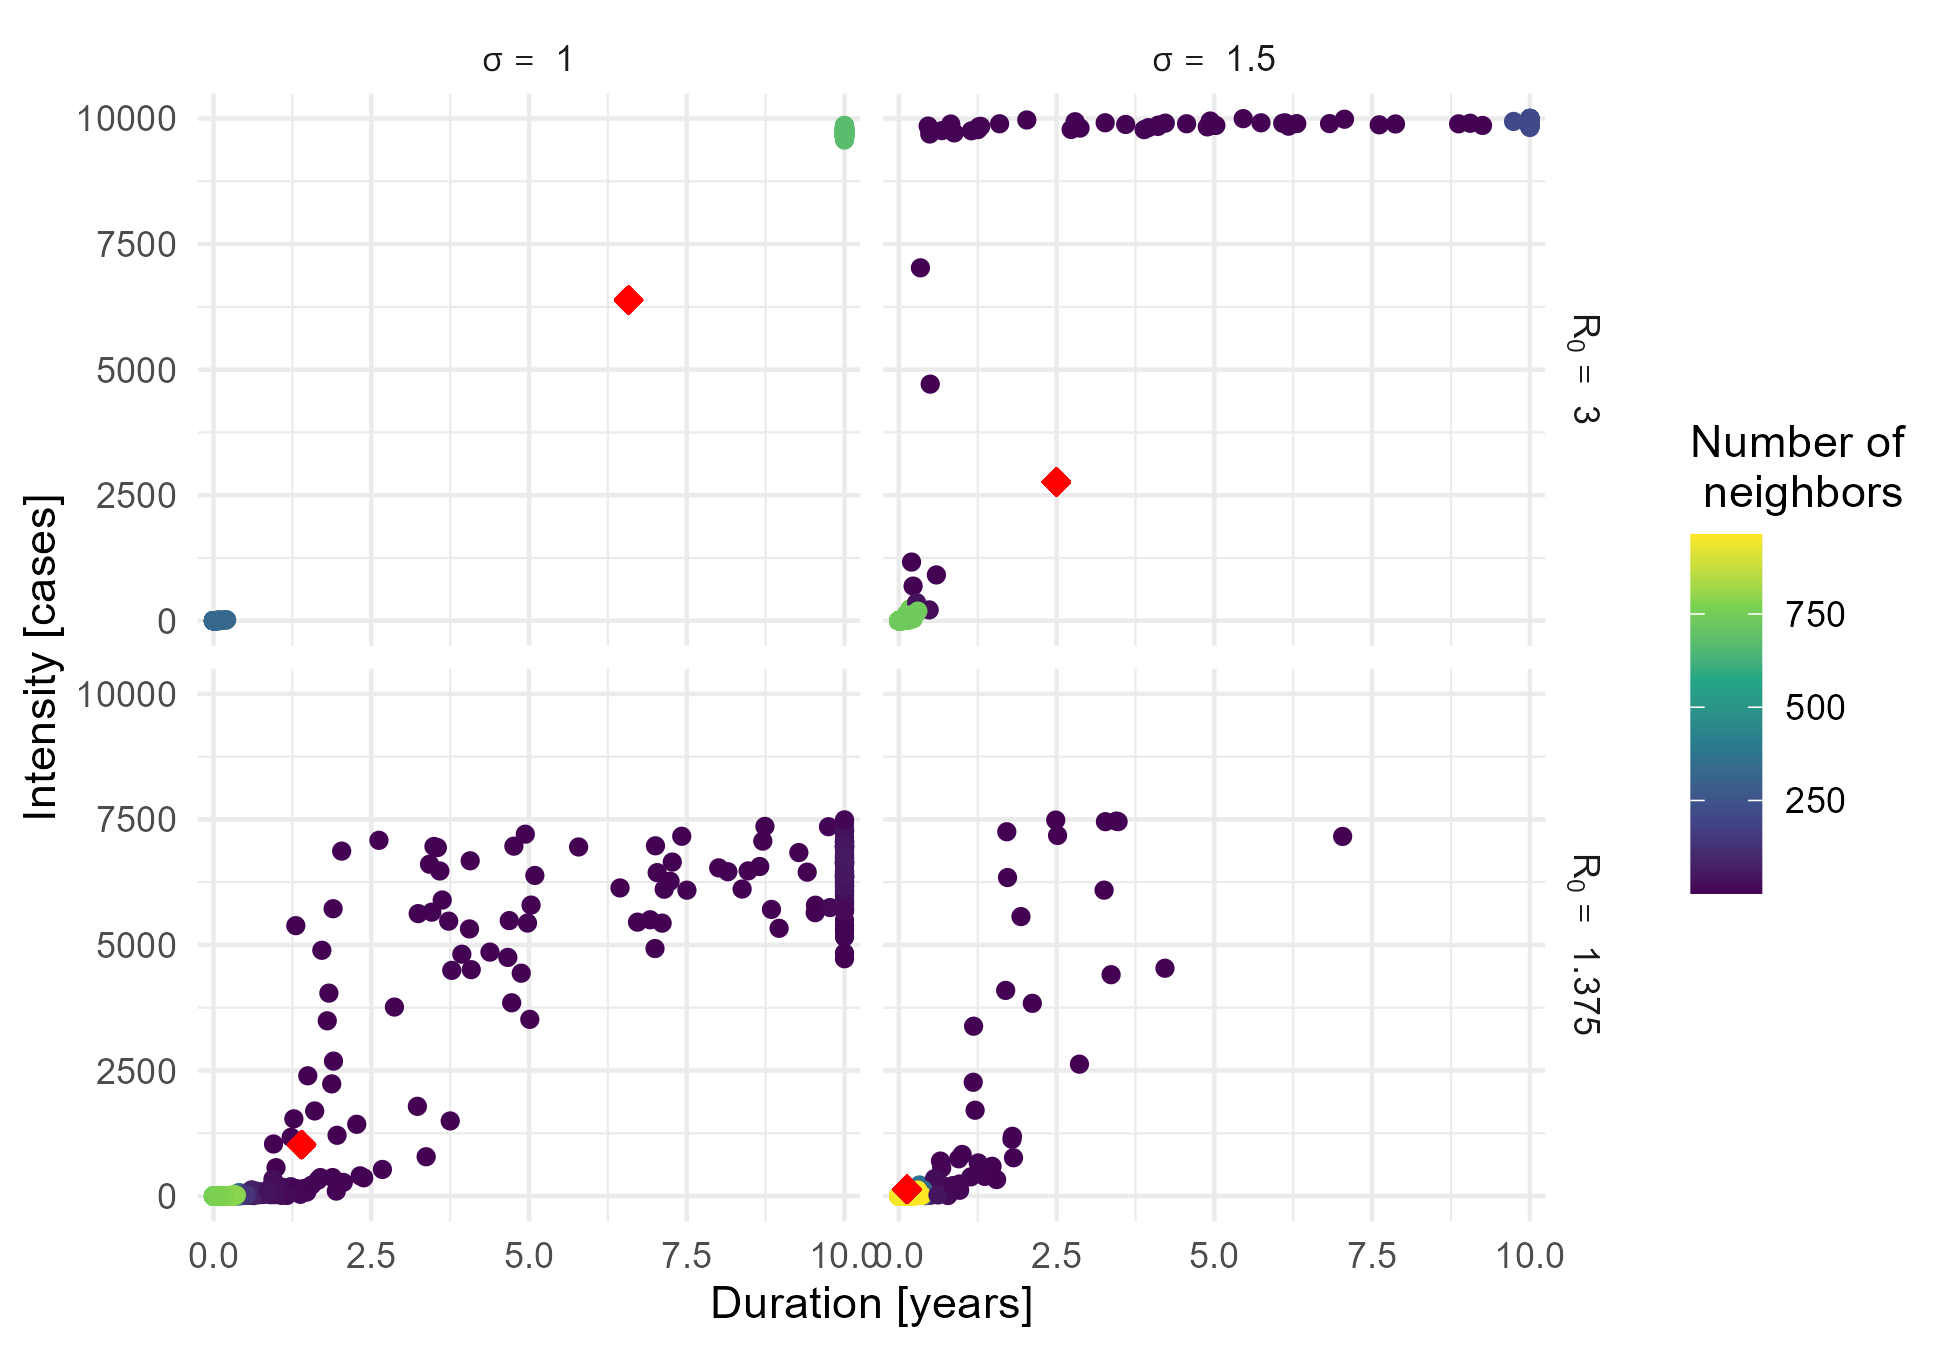 σ = 1
σ = 1.5
10000
7500
5000
2500
0
R₀ = 3
10000
7500
5000
2500
0
R₀ = 1.375
0.0
2.5
5.0
7.5
10.0
0.0
2.5
5.0
7.5
10.0
Duration [years]
Intensity [cases]
Number of
neighbors
750
500
250